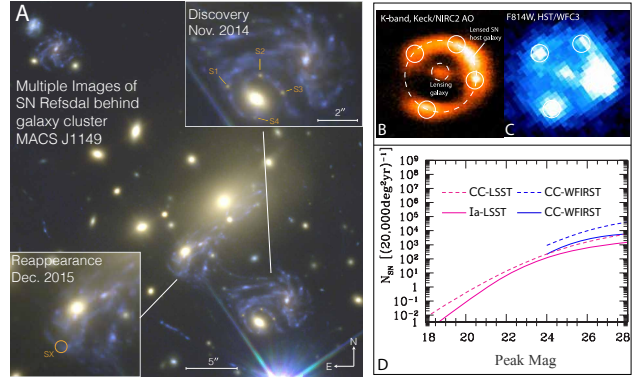 A
Multiple Images of
SN Refsdal behind
galaxy cluster
MACS J1149
Discovery
Nov. 2014
S1
S2
S3
S4
2"
Reappearance
Dec. 2015
SX
5"
N
E
K-band, Keck/NIRC2 AO
Lensed SN
host galaxy
Lensing
galaxy
B
F814W, HST/WFC3
C
N_SN [(20,000deg²yr)⁻¹]
10⁹
10⁸
10⁷
10⁶
10⁵
10⁴
10³
10²
10¹
1
10⁻¹
10⁻²
1
CC-LSST
CC-WFIRST
Ia-LSST
CC-WFIRST
18 20 22 24 26 28
Peak Mag
D